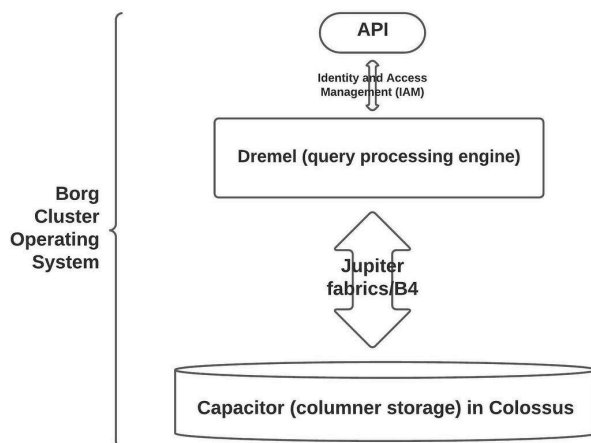 API
Identity and Access
Management (IAM)
Dremel (query processing engine)
Borg
Cluster
Operating
System
Jupiter
fabrics/B4
Capacitor (columner storage) in Colossus